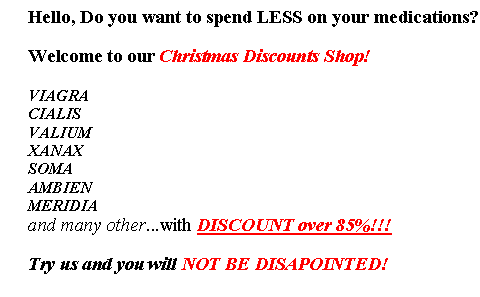 Hello, Do you want to spend LESS on your medications?
Welcome to our Christmas Discounts Shop!
VIAGRA
CIALIS
VALIUM
XANAX
SOMA
AMBIEN
MERIDIA
and many other...with DISCOUNT over 85%!!!
Try us and you will NOT BE DISAPOINTED!